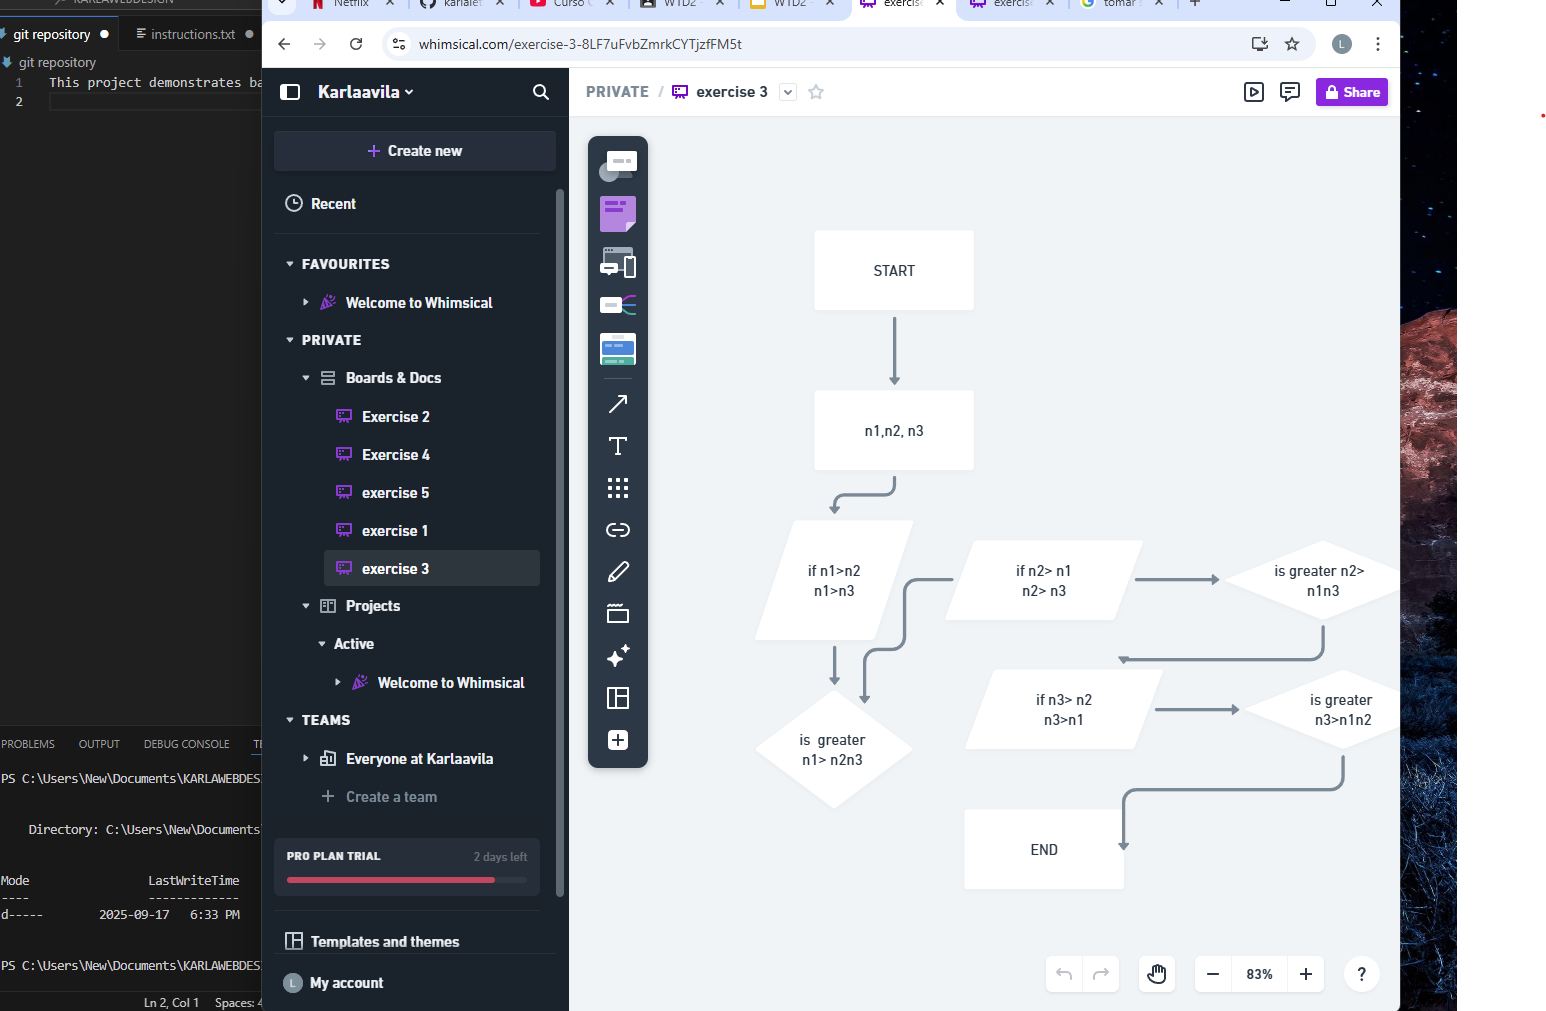 KARLAWEBDESIGN
git repository
instructions.txt
git repository
1 This project demonstrates ba
2
PROBLEMS OUTPUT DEBUG CONSOLE TE
PS C:\Users\New\Documents\KARLAWEBDES
Directory: C:\Users\New\Documents
Mode LastWriteTime
---- -------------
d----- 2025-09-17 6:33 PM
PS C:\Users\New\Documents\KARLAWEBDES
Ln 2, Col 1 Spaces: 4
Netflix
karlalet
Curso
WTD2 -
WTD2 -
exercise
exercise
tomar s
whimsical.com/exercise-3-8LF7uFvbZmrkCYTjzfFM5t
L
Karlaavila
Create new
Recent
FAVOURITES
Welcome to Whimsical
PRIVATE
Boards & Docs
Exercise 2
Exercise 4
exercise 5
exercise 1
exercise 3
Projects
Active
Welcome to Whimsical
TEAMS
Everyone at Karlaavila
Create a team
PRO PLAN TRIAL 2 days left
Templates and themes
L My account
PRIVATE / exercise 3
Share
START
n1,n2, n3
if n1>n2
n1>n3
if n2> n1
n2> n3
is greater n2>
n1n3
if n3> n2
n3>n1
is greater
n3>n1n2
is greater
n1> n2n3
END
83%
?